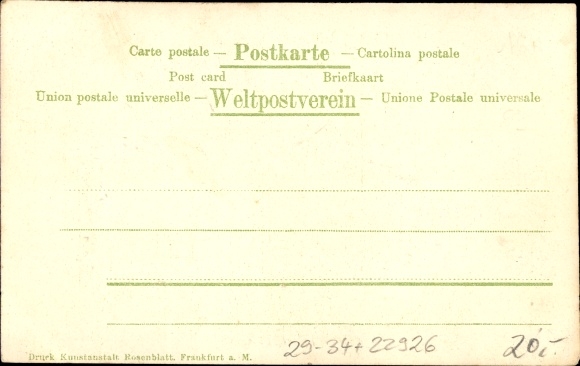 Carte postale — Postkarte — Cartolina postale
Post card Briefkaart
Union postale universelle — Weltpostverein — Unione Postale universale
Druck Kunstanstalt Rosenblatt. Frankfurt a. M.
29-34+22926
20,-